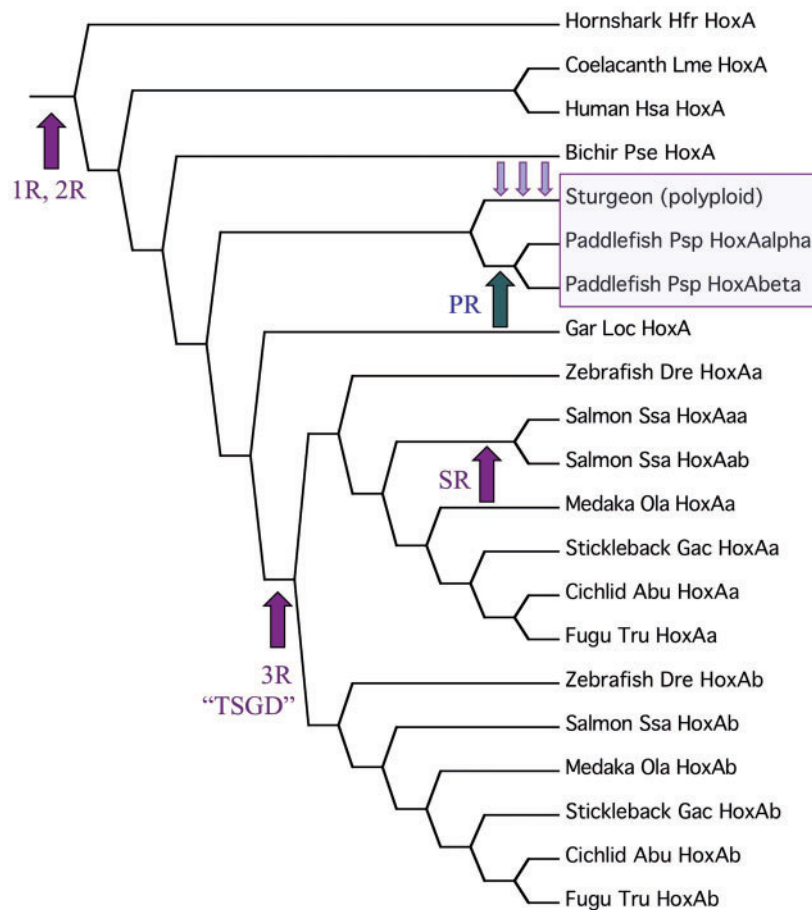 Hornshark Hfr HoxA
Coelacanth Lme HoxA
Human Hsa HoxA
1R, 2R
Bichir Pse HoxA
Sturgeon (polyploid)
Paddlefish Psp HoxAalpha
Paddlefish Psp HoxAbeta
PR
Gar Loc HoxA
Zebrafish Dre HoxAa
Salmon Ssa HoxAaa
Salmon Ssa HoxAab
SR
Medaka Ola HoxAa
Stickleback Gac HoxAa
Cichlid Abu HoxAa
Fugu Tru HoxAa
3R
“TSGD”
Zebrafish Dre HoxAb
Salmon Ssa HoxAb
Medaka Ola HoxAb
Stickleback Gac HoxAb
Cichlid Abu HoxAb
Fugu Tru HoxAb